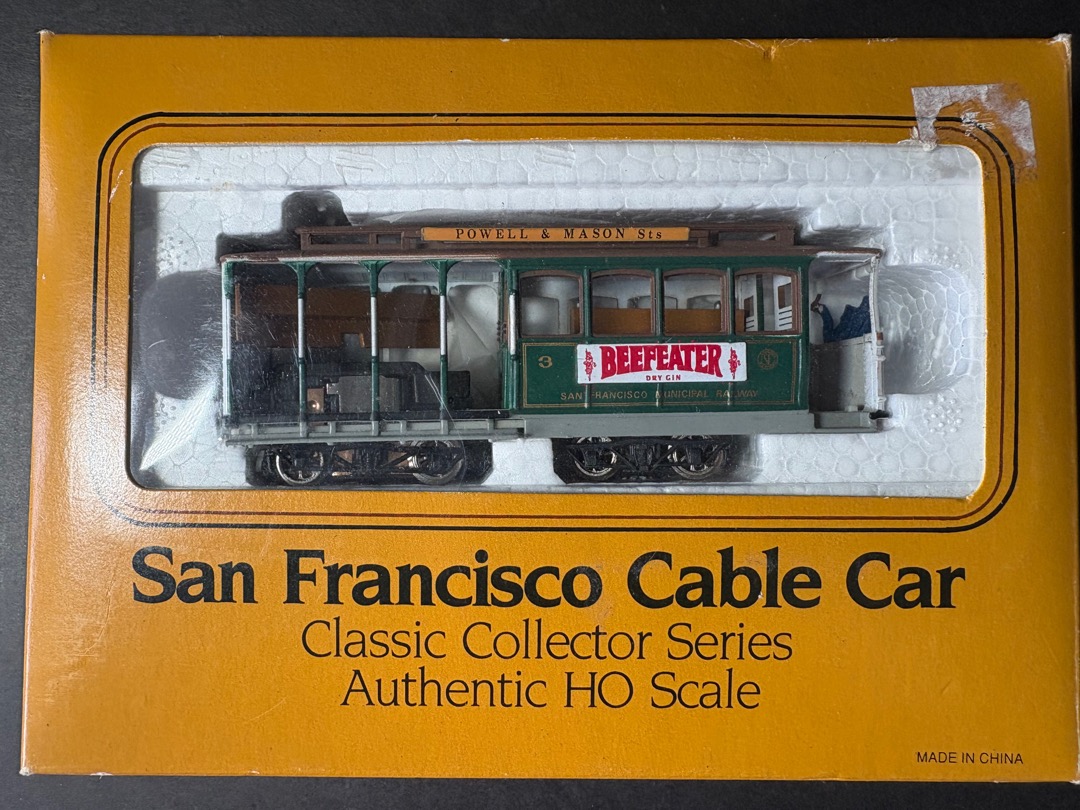 POWELL & MASON Sts
3
BEEFEATER
DRY GIN
SAN FRANCISCO MUNICIPAL RAILWAY
San Francisco Cable Car
Classic Collector Series
Authentic HO Scale
MADE IN CHINA